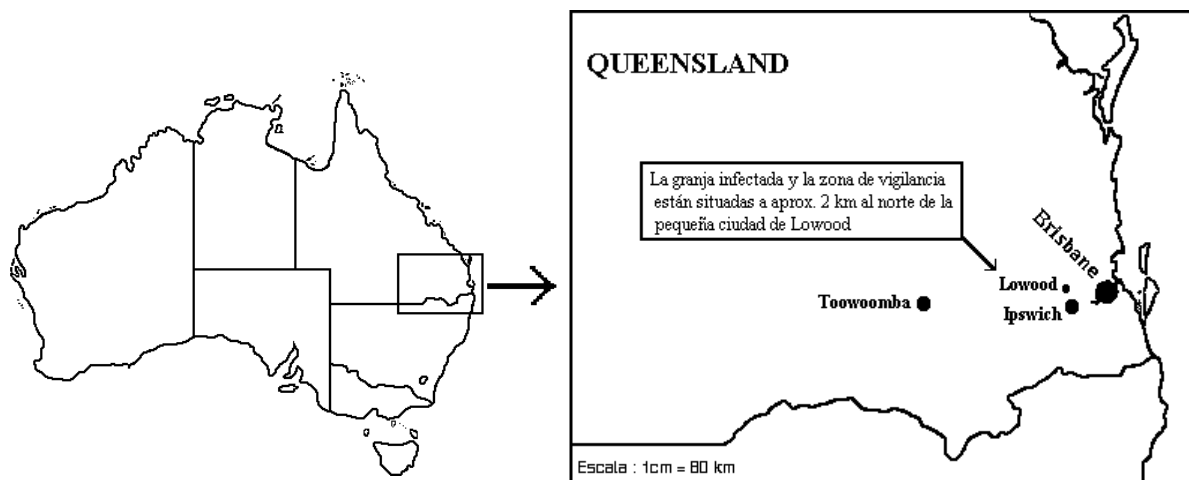 QUEENSLAND
La granja infectada y la zona de vigilancia
están situadas a aprox. 2 km al norte de la
pequeña ciudad de Lowood
Brisbane
Lowood
Toowoomba
Ipswich
Escala : 1cm = 80 km